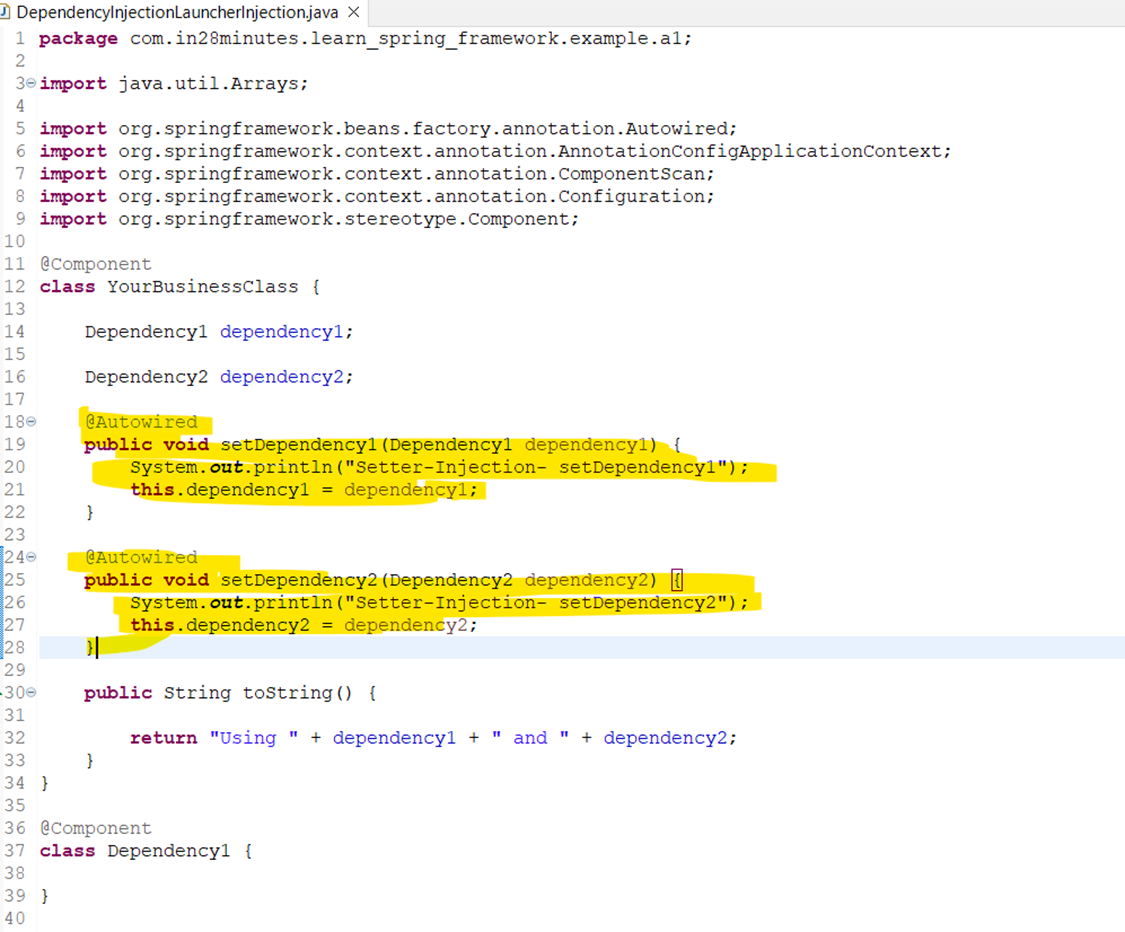 DependencyInjectionLauncherInjection.java
1 package com.in28minutes.learn_spring_framework.example.a1;
2
3 import java.util.Arrays;
4
5 import org.springframework.beans.factory.annotation.Autowired;
6 import org.springframework.context.annotation.AnnotationConfigApplicationContext;
7 import org.springframework.context.annotation.ComponentScan;
8 import org.springframework.context.annotation.Configuration;
9 import org.springframework.stereotype.Component;
10
11 @Component
12 class YourBusinessClass {
13
14     Dependency1 dependency1;
15
16     Dependency2 dependency2;
17
18     @Autowired
19     public void setDependency1(Dependency1 dependency1) {
20         System.out.println("Setter-Injection- setDependency1");
21         this.dependency1 = dependency1;
22     }
23
24     @Autowired
25     public void setDependency2(Dependency2 dependency2) {
26         System.out.println("Setter-Injection- setDependency2");
27         this.dependency2 = dependency2;
28     }
29
30     public String toString() {
31
32         return "Using " + dependency1 + " and " + dependency2;
33     }
34 }
35
36 @Component
37 class Dependency1 {
38
39 }
40